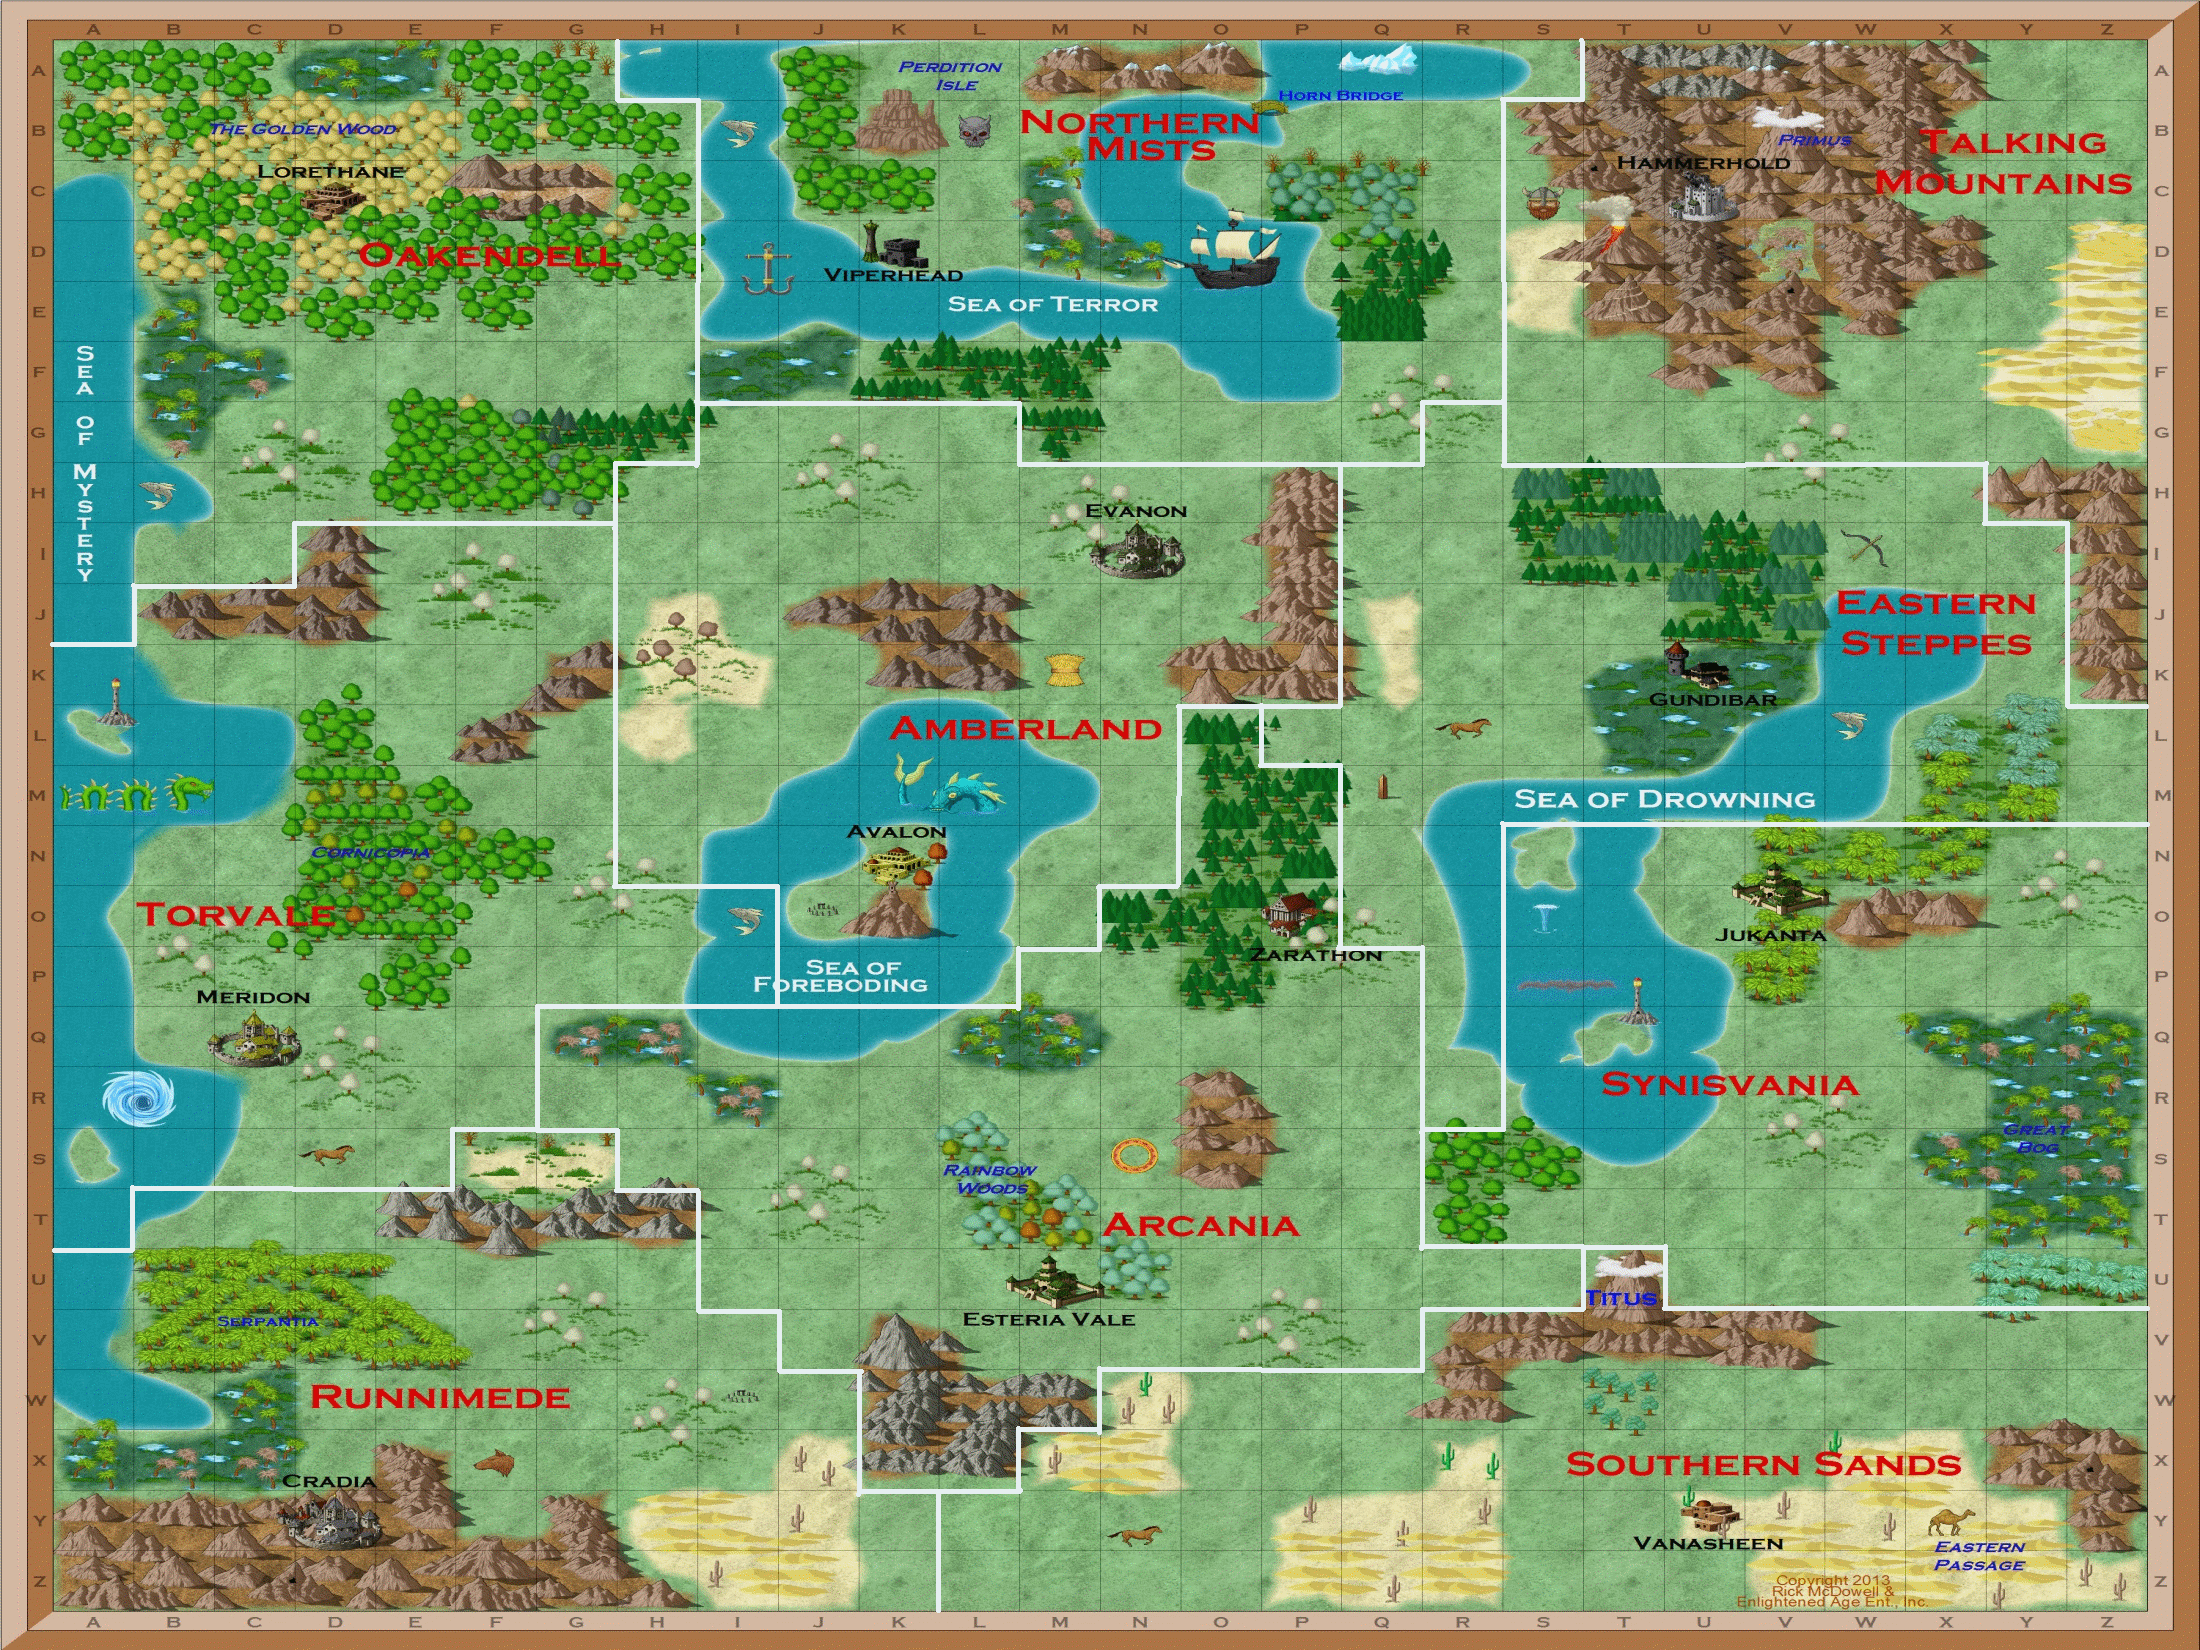 A B C D E F G H I J K L M N O P Q R S T U V W X Y Z
A
B
C
D
E
F
G
H
I
J
K
L
M
N
O
P
Q
R
S
T
U
V
W
X
Y
Z
Perdition
Isle
Horn Bridge
Northern
Mists
The Golden Wood
Primus
Talking
Mountains
Hammerhold
Lorethane
Oakendell
Viperhead
Sea of Terror
Sea of Mystery
Evanon
Eastern
Steppes
Gundibar
Amberland
Sea of Drowning
Avalon
Cornicopia
Torvale
Jukanta
Zarathon
Sea of
Foreboding
Meridon
Synisvania
Great
Bog
Rainbow
Woods
Arcania
Titus
Esteria Vale
Serpantia
Runnimede
Southern Sands
Cradia
Vanasheen
Eastern
Passage
Copyright 2013
Rick McDowell &
Enlightened Age Ent., Inc.
A
B
C
D
E
F
G
H
I
J
K
L
M
N
O
P
Q
R
S
T
U
V
W
X
Y
Z
A B C D E F G H I J K L M N O P Q R S T U V W X Y Z